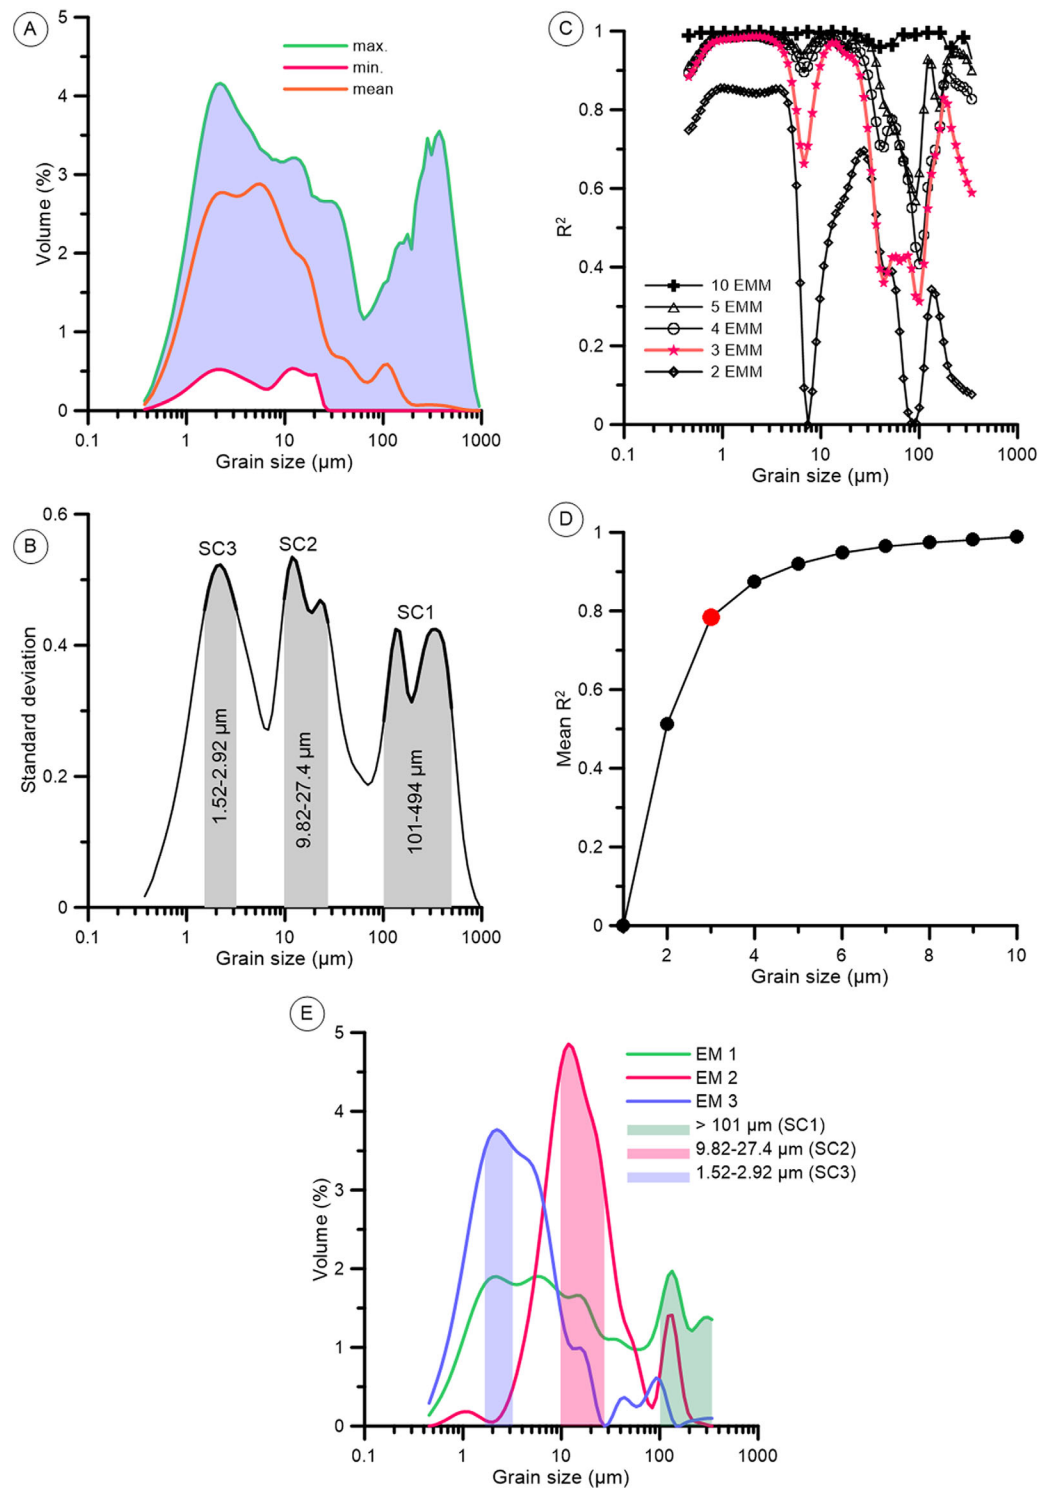 A
5
4
3
2
1
0
Volume (%)
max.
min.
mean
0.1
1
10
100
1000
Grain size (µm)
C
1
0.8
0.6
0.4
0.2
0
R²
10 EMM
5 EMM
4 EMM
3 EMM
2 EMM
0.1
1
10
100
1000
Grain size (µm)
B
0.6
0.4
0.2
0
Standard deviation
SC3
SC2
SC1
1.52-2.92 µm
9.82-27.4 µm
101-494 µm
0.1
1
10
100
1000
Grain size (µm)
D
1
0.8
0.6
0.4
0.2
0
Mean R²
2
4
6
8
10
Grain size (µm)
E
5
4
3
2
1
0
Volume (%)
EM 1
EM 2
EM 3
> 101 µm (SC1)
9.82-27.4 µm (SC2)
1.52-2.92 µm (SC3)
0.1
1
10
100
1000
Grain size (µm)